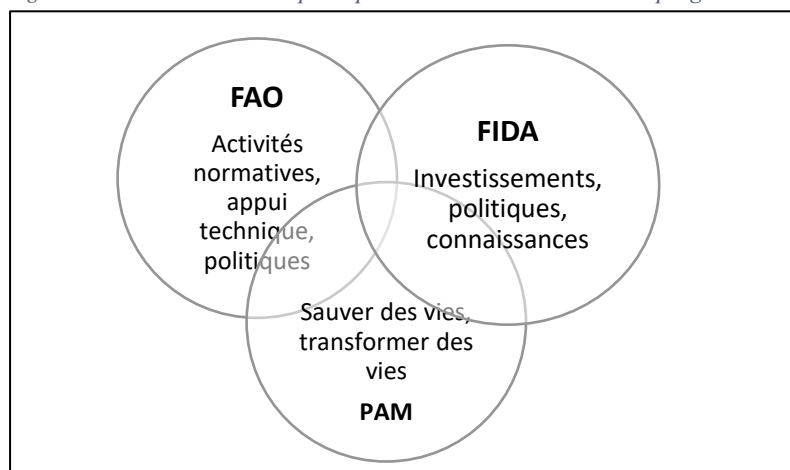 FAO
Activités
normatives,
appui
technique,
politiques
FIDA
Investissements,
politiques,
connaissances
Sauver des vies,
transformer des
vies
PAM